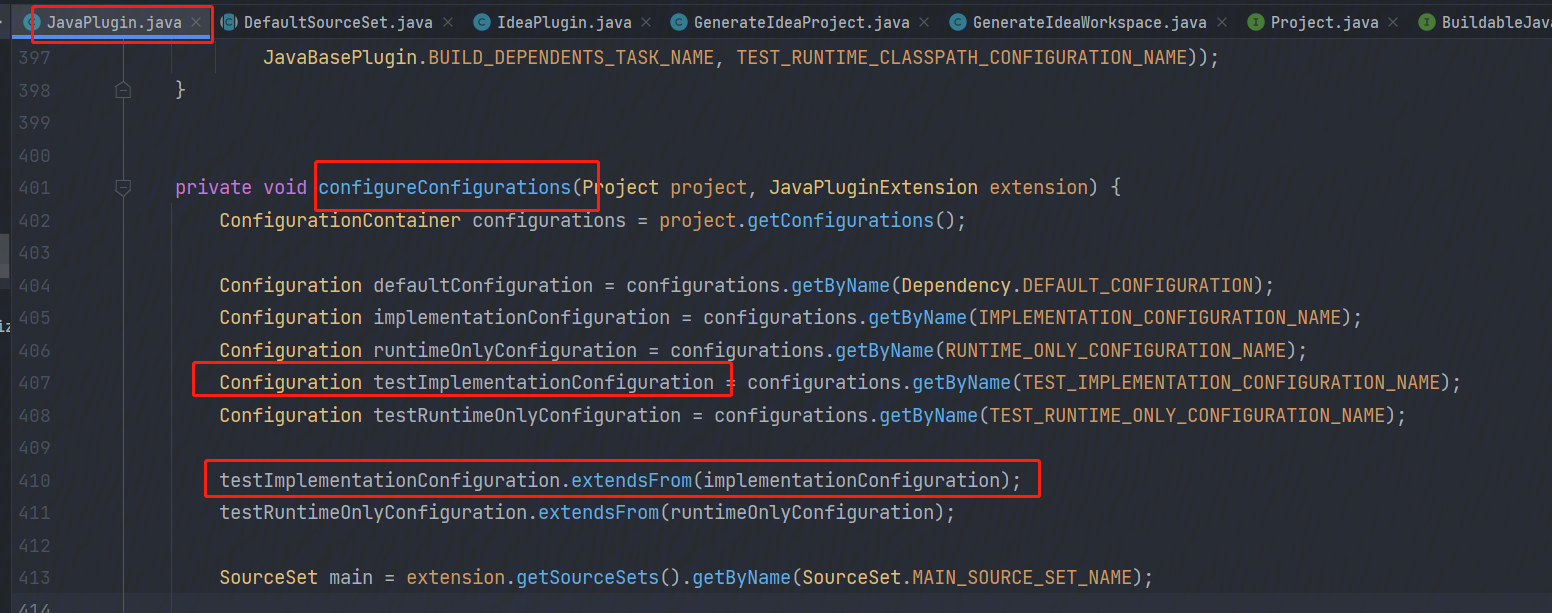 JavaPlugin.java DefaultSourceSet.java IdeaPlugin.java GenerateIdeaProject.java GenerateIdeaWorkspace.java Project.java BuildableJav
397 JavaBasePlugin.BUILD_DEPENDENTS_TASK_NAME, TEST_RUNTIME_CLASSPATH_CONFIGURATION_NAME));
398 }
399
400
401 private void configureConfigurations(Project project, JavaPluginExtension extension) {
402 ConfigurationContainer configurations = project.getConfigurations();
403
404 Configuration defaultConfiguration = configurations.getByName(Dependency.DEFAULT_CONFIGURATION);
405 Configuration implementationConfiguration = configurations.getByName(IMPLEMENTATION_CONFIGURATION_NAME);
406 Configuration runtimeOnlyConfiguration = configurations.getByName(RUNTIME_ONLY_CONFIGURATION_NAME);
407 Configuration testImplementationConfiguration = configurations.getByName(TEST_IMPLEMENTATION_CONFIGURATION_NAME);
408 Configuration testRuntimeOnlyConfiguration = configurations.getByName(TEST_RUNTIME_ONLY_CONFIGURATION_NAME);
409
410 testImplementationConfiguration.extendsFrom(implementationConfiguration);
411 testRuntimeOnlyConfiguration.extendsFrom(runtimeOnlyConfiguration);
412
413 SourceSet main = extension.getSourceSets().getByName(SourceSet.MAIN_SOURCE_SET_NAME);
414